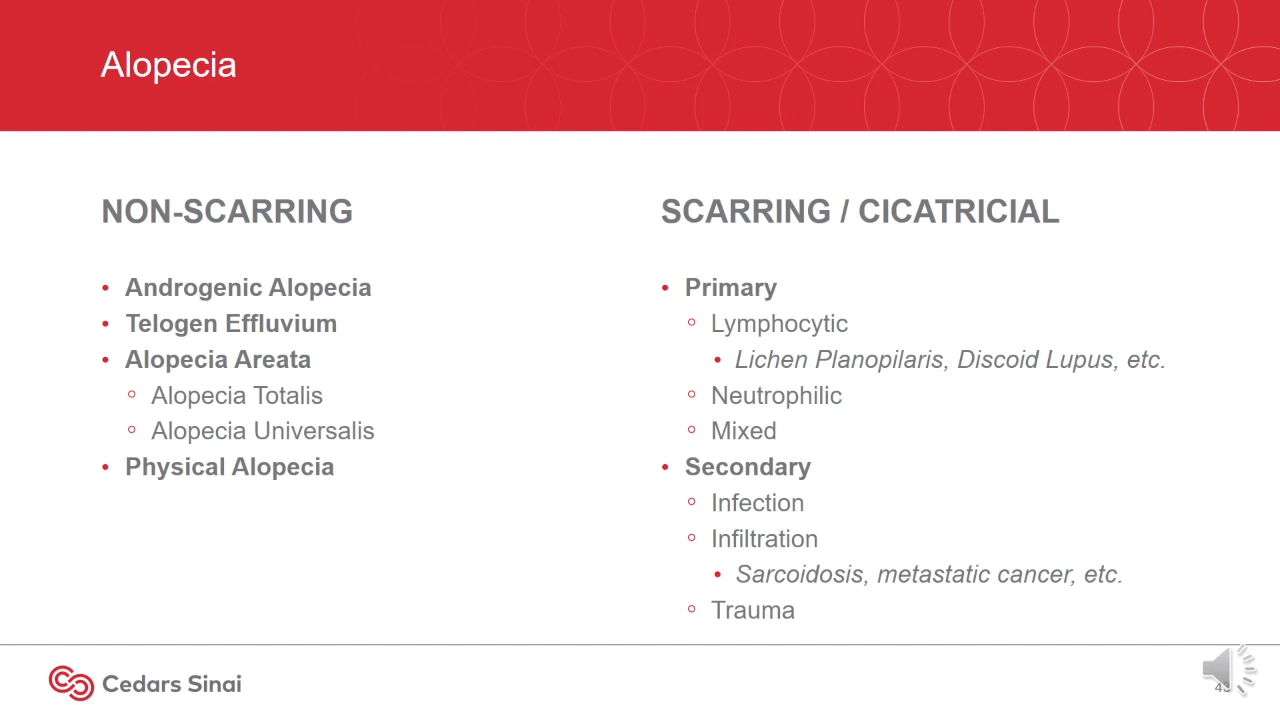 Alopecia
NON-SCARRING
• Androgenic Alopecia
• Telogen Effluvium
• Alopecia Areata
○ Alopecia Totalis
○ Alopecia Universalis
• Physical Alopecia
SCARRING / CICATRICIAL
• Primary
○ Lymphocytic
• Lichen Planopilaris, Discoid Lupus, etc.
○ Neutrophilic
○ Mixed
• Secondary
○ Infection
○ Infiltration
• Sarcoidosis, metastatic cancer, etc.
○ Trauma
Cedars Sinai